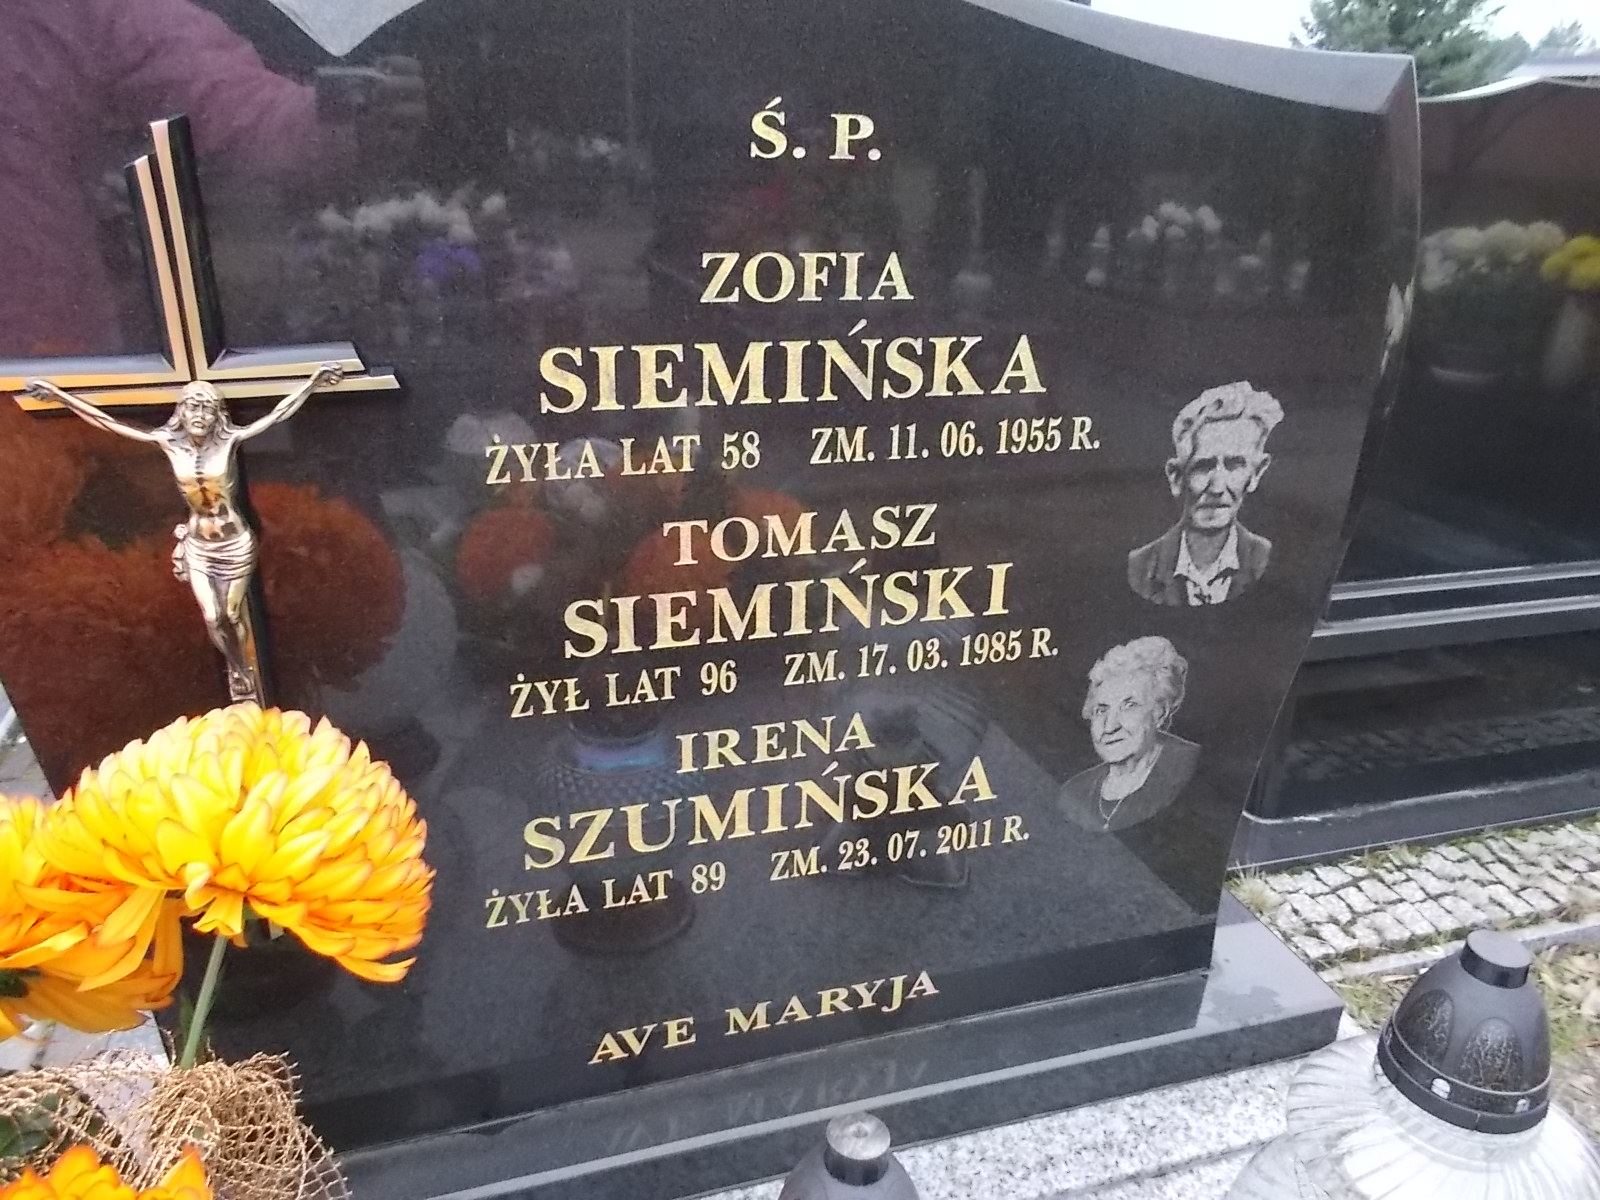 Ś. P.
ZOFIA
SIEMIŃSKA
ŻYŁA LAT 58 ZM. 11. 06. 1955 R.
TOMASZ
SIEMIŃSKI
ŻYŁ LAT 96 ZM. 17. 03. 1985 R.
IRENA
SZUMIŃSKA
ŻYŁA LAT 89 ZM. 23. 07. 2011 R.
AVE MARYJA